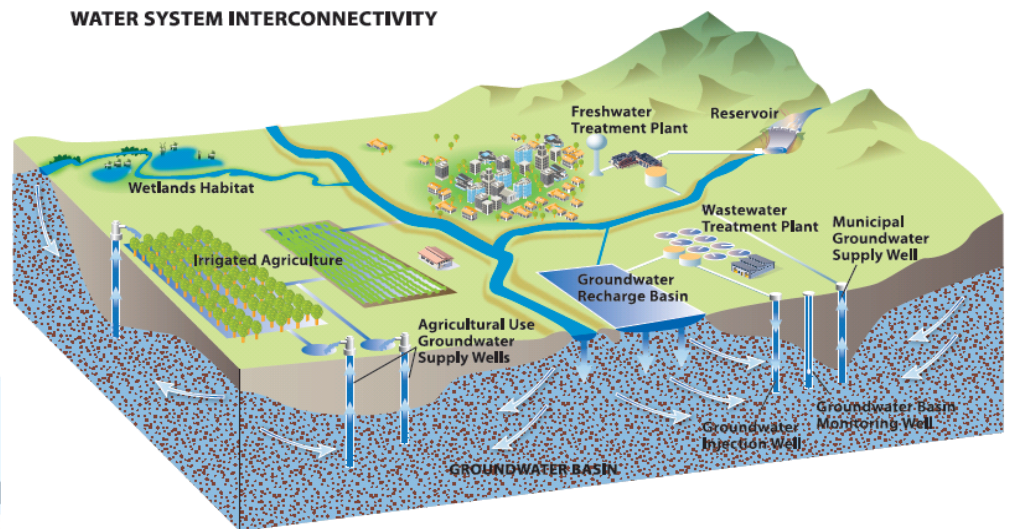 WATER SYSTEM INTERCONNECTIVITY
Freshwater
Treatment Plant
Reservoir
Wetlands Habitat
Wastewater
Treatment Plant
Municipal
Groundwater
Supply Well
Irrigated Agriculture
Groundwater
Recharge Basin
Agricultural Use
Groundwater
Supply Wells
Groundwater Basin
Monitoring Well
Groundwater
Injection Well
GROUNDWATER BASIN